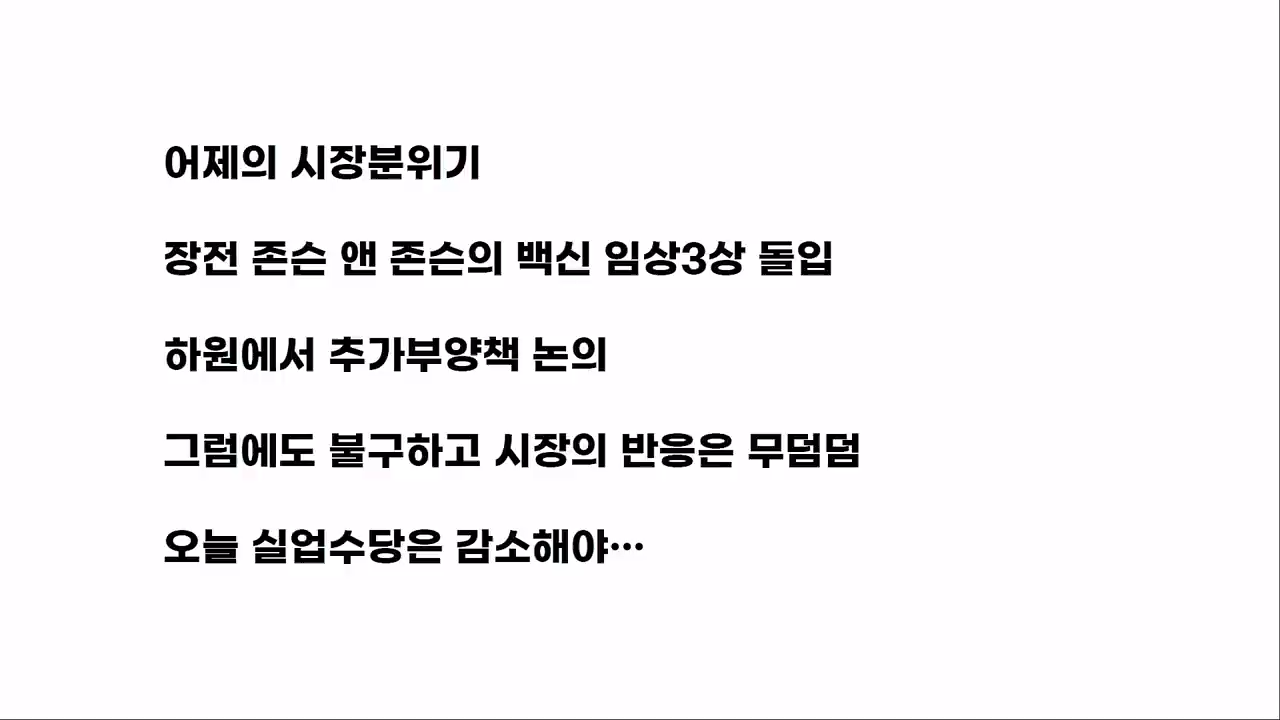 어제의 시장분위기
장전 존슨 앤 존슨의 백신 임상3상 돌입
하원에서 추가부양책 논의
그럼에도 불구하고 시장의 반응은 무덤덤
오늘 실업수당은 감소해야…